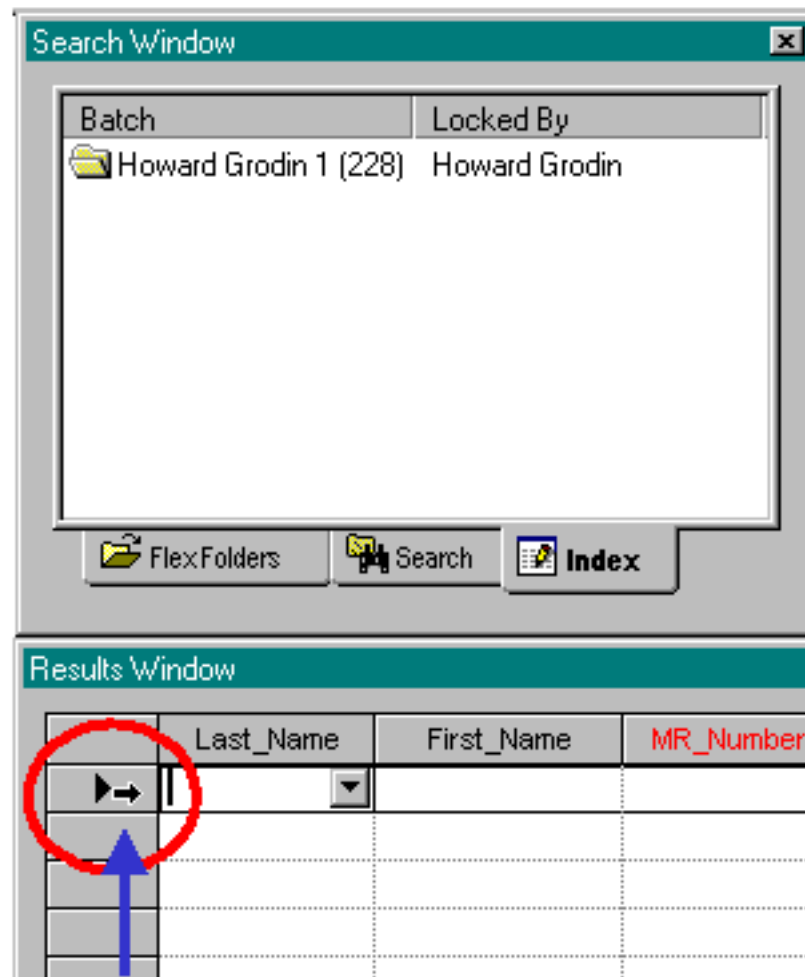 Search Window
Batch Locked By
Howard Grodin 1 (228) Howard Grodin
FlexFolders Search Index
Results Window
Last_Name First_Name MR_Number